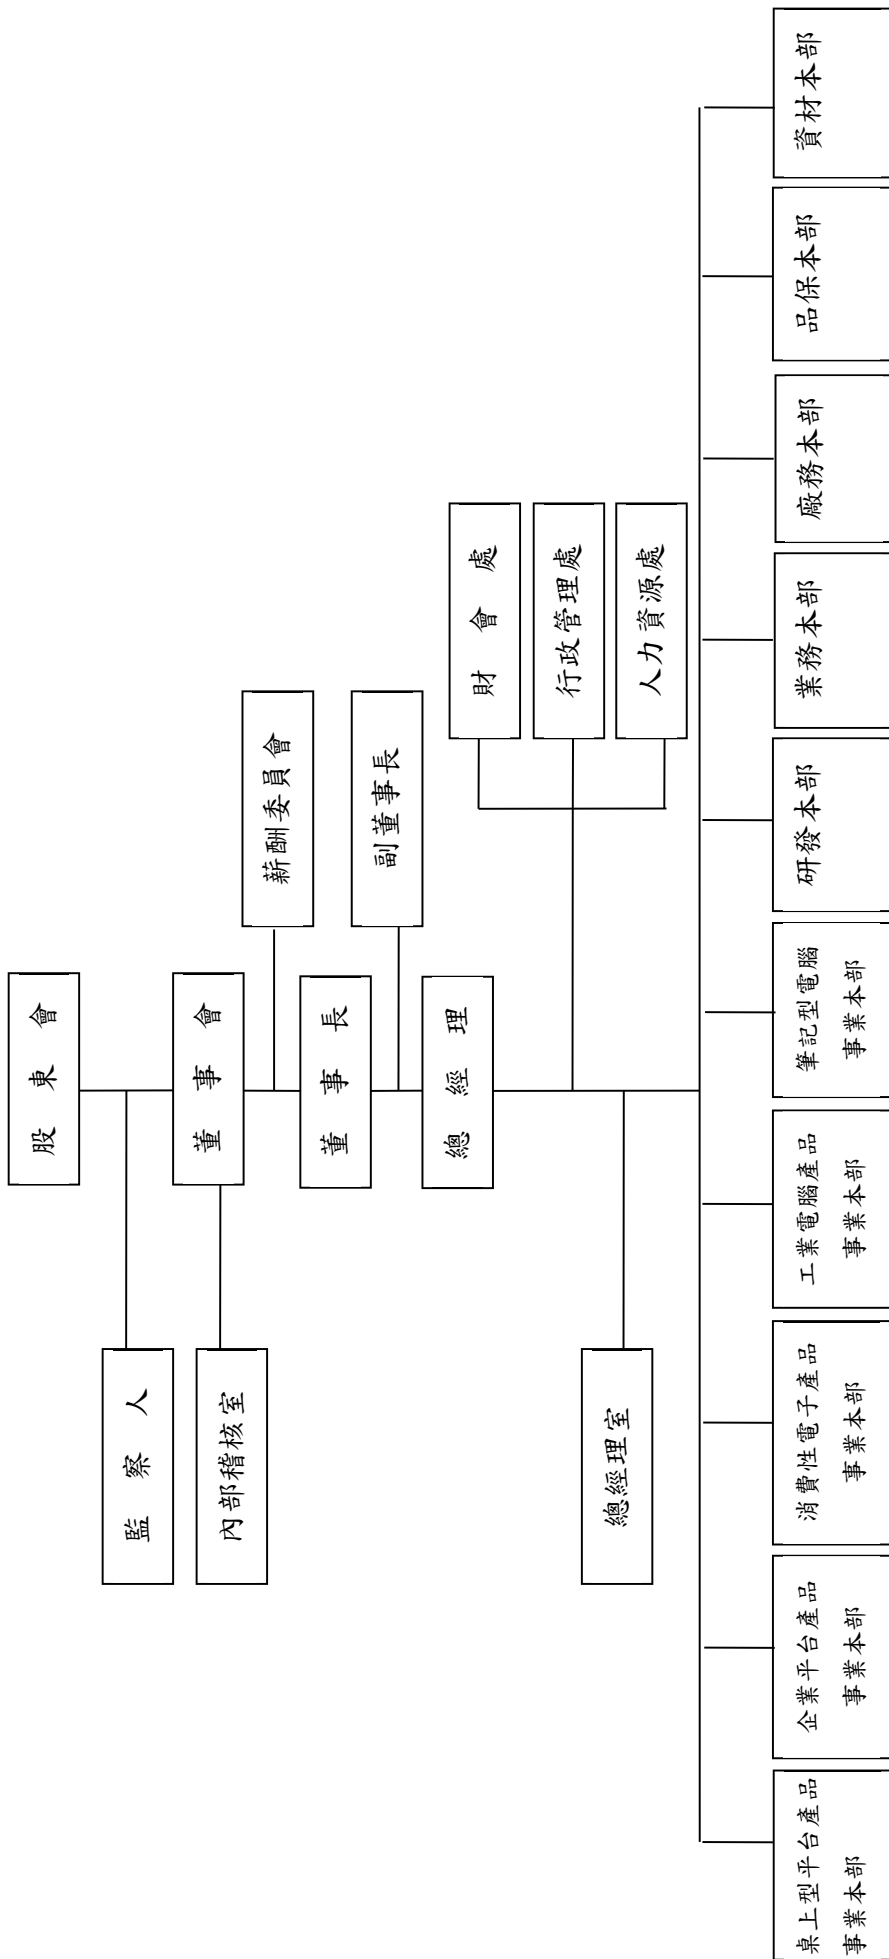 股東會
監察人
董事會
內部稽核室
薪酬委員會
董事長
副董事長
總經理
財會處
行政管理處
人力資源處
總經理室
桌上型平台產品
事業本部
企業平台產品
事業本部
消費性電子產品
事業本部
工業電腦產品
事業本部
筆記型電腦
事業本部
研發本部
業務本部
廠務本部
品保本部
資材本部